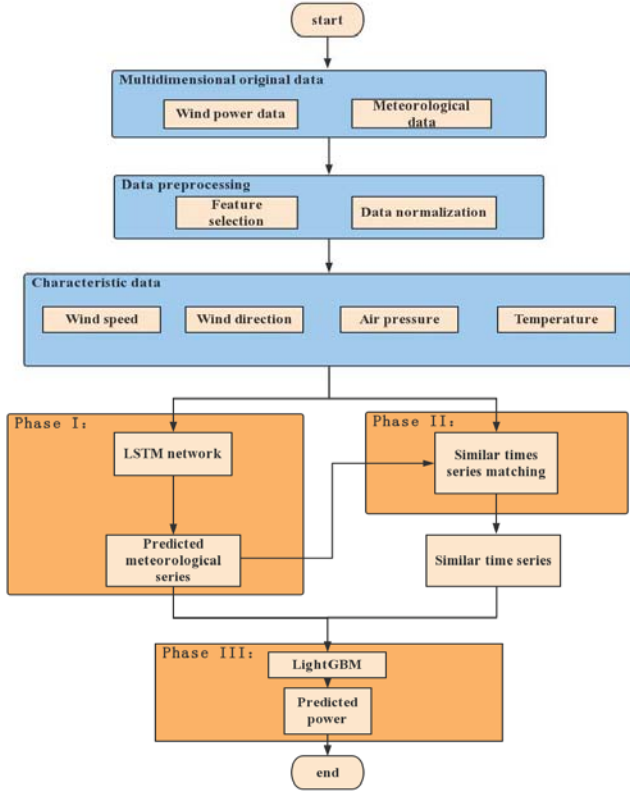 start
Multidimensional original data
Wind power data
Meteorological
data
Data preprocessing
Feature
selection
Data normalization
Characteristic data
Wind speed
Wind direction
Air pressure
Temperature
Phase I:
LSTM network
Predicted
meteorological
series
Phase II:
Similar times
series matching
Similar time series
Phase III:
LightGBM
Predicted
power
end